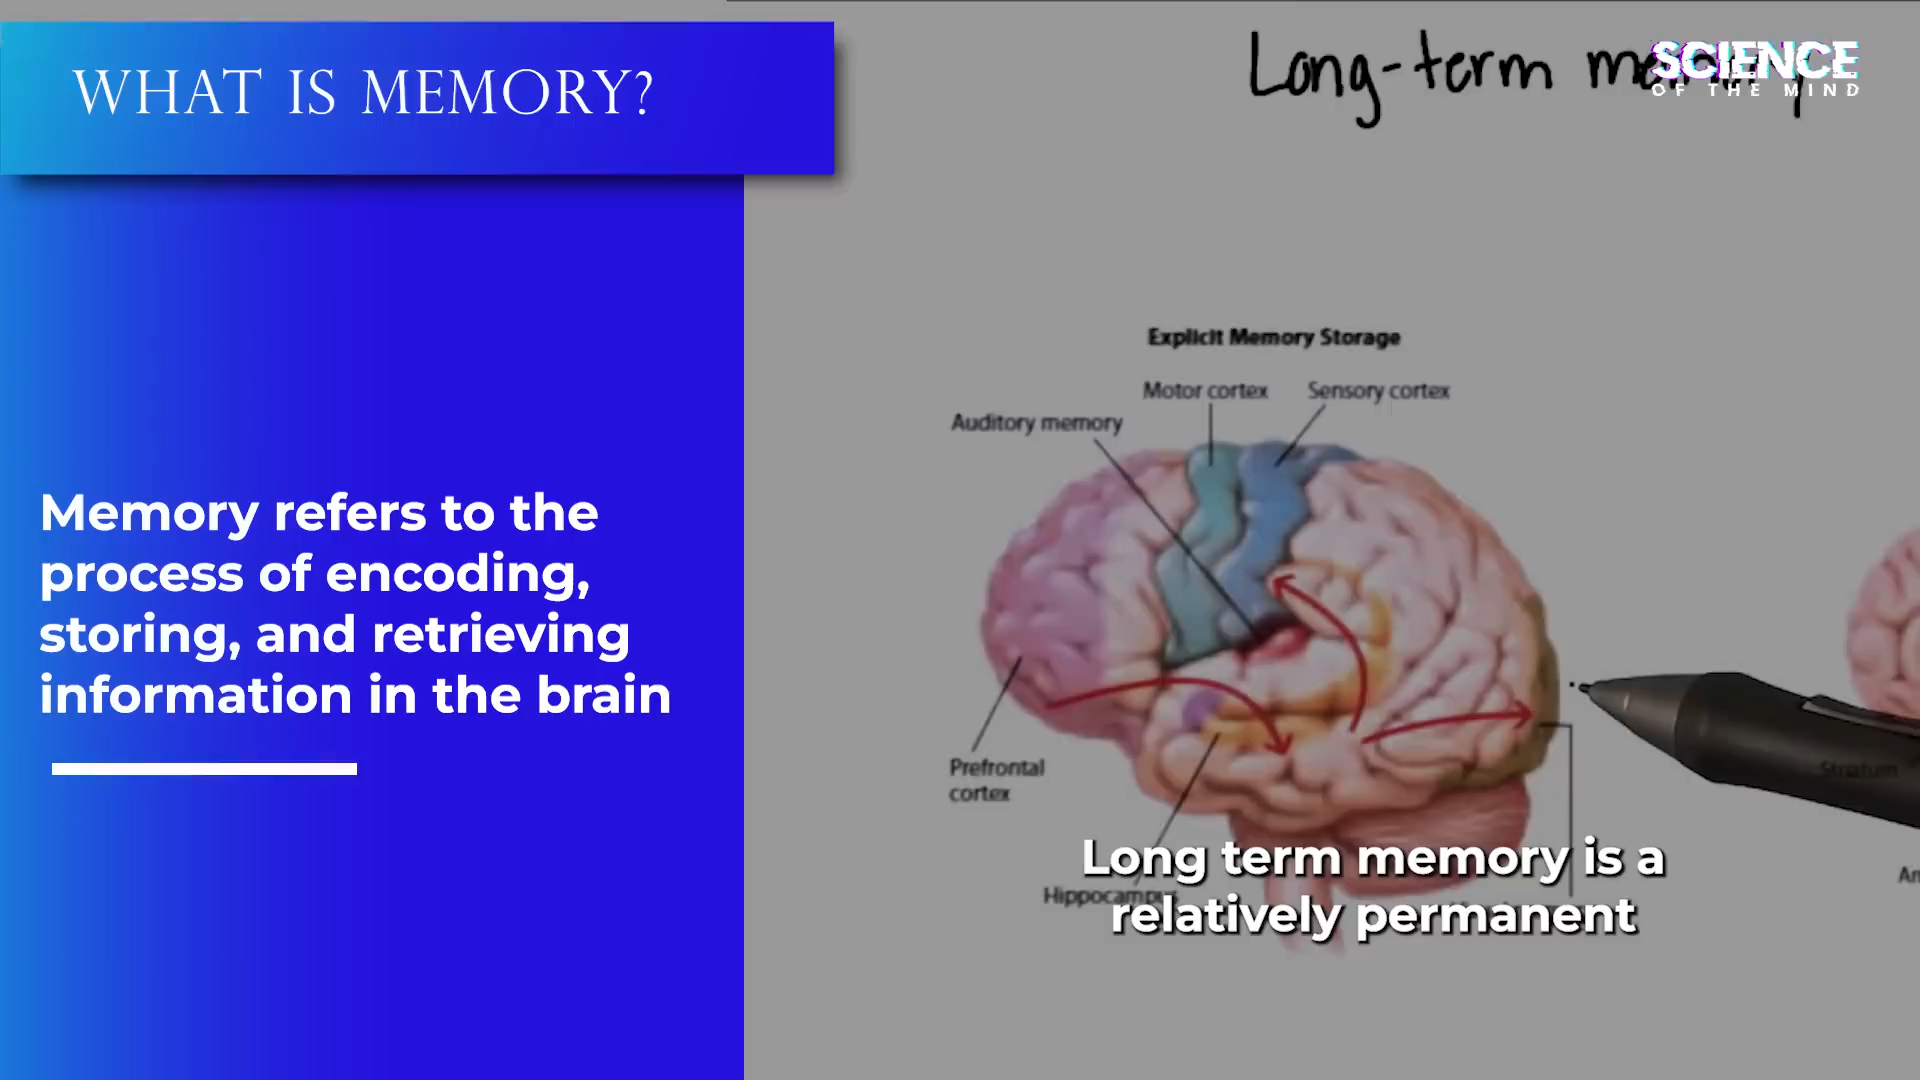 WHAT IS MEMORY?
Long-term
SCIENCE
OF THE MIND
Memory refers to the
process of encoding,
storing, and retrieving
information in the brain
Explicit Memory Storage
Motor cortex
Sensory cortex
Auditory memory
Prefrontal
cortex
Striatum
Hippocampus
Long term memory is a
relatively permanent